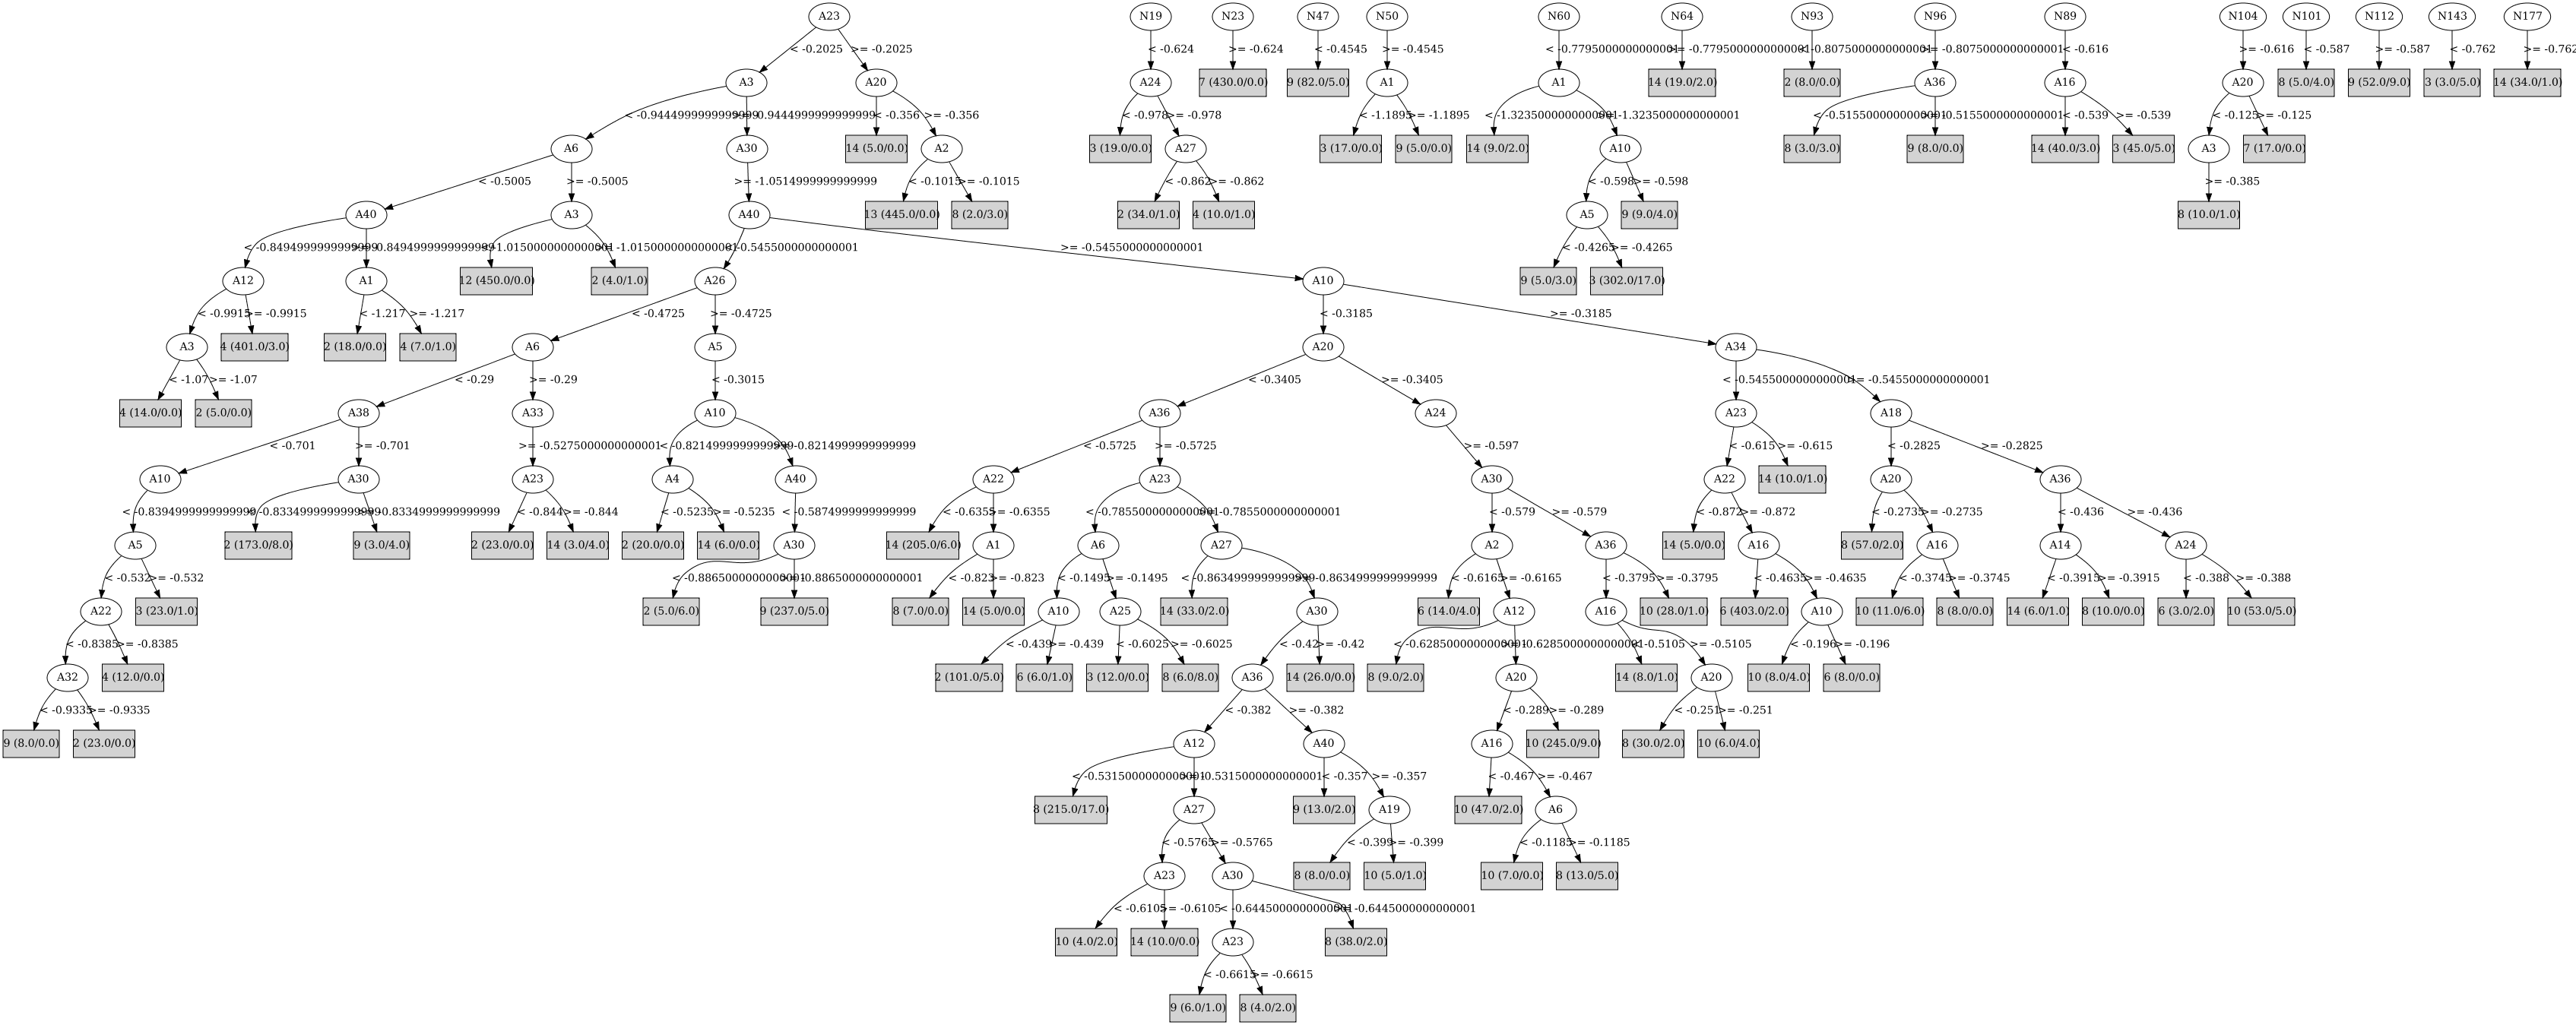 A23 N19 N23 N47 N50 N60 N64 N93 N96 N89 N104 N101 N112 N143 N177
< -0.2025 >= -0.2025 < -0.624 >= -0.624 < -0.4545 >= -0.4545 < -0.7795000000000001 >= -0.7795000000000001 < -0.8075000000000001 >= -0.8075000000000001 < -0.616 >= -0.616 < -0.587 >= -0.587 < -0.762 >= -0.762
A3 A20 A24 7 (430.0/0.0) 9 (82.0/5.0) A1 A1 14 (19.0/2.0) 2 (8.0/0.0) A36 A16 A20 8 (5.0/4.0) 9 (52.0/9.0) 3 (3.0/5.0) 14 (34.0/1.0)
< -0.9444999999999999 >= -0.9444999999999999 < -0.356 >= -0.356 < -0.978 >= -0.978 < -1.1895 >= -1.1895 < -1.3235000000000001 >= -1.3235000000000001 < -0.5155000000000001 >= -0.5155000000000001 < -0.539 >= -0.539 < -0.125 >= -0.125
A6 A30 14 (5.0/0.0) A2 3 (19.0/0.0) A27 3 (17.0/0.0) 9 (5.0/0.0) 14 (9.0/2.0) A10 8 (3.0/3.0) 9 (8.0/0.0) 14 (40.0/3.0) 3 (45.0/5.0) A3 7 (17.0/0.0)
< -0.5005 >= -0.5005 >= -1.0514999999999999 < -0.1015 >= -0.1015 < -0.862 >= -0.862 < -0.598 >= -0.598 >= -0.385
A40 A3 A40 13 (445.0/0.0) 8 (2.0/3.0) 2 (34.0/1.0) 4 (10.0/1.0) A5 9 (9.0/4.0) 8 (10.0/1.0)
< -0.8494999999999999 >= -0.8494999999999999 < -1.0150000000000001 >= -1.0150000000000001 < -0.5455000000000001 >= -0.5455000000000001 < -0.4265 >= -0.4265
A12 A1 12 (450.0/0.0) 2 (4.0/1.0) A26 A10 9 (5.0/3.0) 3 (302.0/17.0)
< -0.9915 >= -0.9915 < -1.217 >= -1.217 < -0.4725 >= -0.4725 < -0.3185 >= -0.3185
A3 4 (401.0/3.0) 2 (18.0/0.0) 4 (7.0/1.0) A6 A5 A20 A34
< -1.07 >= -1.07 < -0.29 >= -0.29 < -0.3015 < -0.3405 >= -0.3405 < -0.5455000000000001 >= -0.5455000000000001
4 (14.0/0.0) 2 (5.0/0.0) A38 A33 A10 A36 A24 A23 A18
< -0.701 >= -0.701 >= -0.5275000000000001 < -0.8214999999999999 >= -0.8214999999999999 < -0.5725 >= -0.5725 >= -0.597 < -0.615 >= -0.615 < -0.2825 >= -0.2825
A10 A30 A23 A4 A40 A22 A23 A30 A22 14 (10.0/1.0) A20 A36
< -0.8394999999999999 < -0.8334999999999999 >= -0.8334999999999999 < -0.844 >= -0.844 < -0.5235 >= -0.5235 < -0.5874999999999999 < -0.6355 >= -0.6355 < -0.7855000000000001 >= -0.7855000000000001 < -0.579 >= -0.579 < -0.872 >= -0.872 < -0.2735 >= -0.2735 < -0.436 >= -0.436
A5 2 (173.0/8.0) 9 (3.0/4.0) 2 (23.0/0.0) 14 (3.0/4.0) 2 (20.0/0.0) 14 (6.0/0.0) A30 14 (205.0/6.0) A1 A6 A27 A2 A36 14 (5.0/0.0) A16 8 (57.0/2.0) A16 A14 A24
< -0.532 >= -0.532 < -0.8865000000000001 >= -0.8865000000000001 < -0.823 >= -0.823 < -0.1495 >= -0.1495 < -0.8634999999999999 >= -0.8634999999999999 < -0.6165 >= -0.6165 < -0.3795 >= -0.3795 < -0.4635 >= -0.4635 < -0.3745 >= -0.3745 < -0.3915 >= -0.3915 < -0.388 >= -0.388
A22 3 (23.0/1.0) 2 (5.0/6.0) 9 (237.0/5.0) 8 (7.0/0.0) 14 (5.0/0.0) A10 A25 14 (33.0/2.0) A30 6 (14.0/4.0) A12 A16 10 (28.0/1.0) 6 (403.0/2.0) A10 10 (11.0/6.0) 8 (8.0/0.0) 14 (6.0/1.0) 8 (10.0/0.0) 6 (3.0/2.0) 10 (53.0/5.0)
< -0.8385 >= -0.8385 < -0.439 >= -0.439 < -0.6025 >= -0.6025 < -0.42 >= -0.42 < -0.6285000000000001 >= -0.6285000000000001 < -0.5105 >= -0.5105 < -0.196 >= -0.196
A32 4 (12.0/0.0) 2 (101.0/5.0) 6 (6.0/1.0) 3 (12.0/0.0) 8 (6.0/8.0) A36 14 (26.0/0.0) 8 (9.0/2.0) A20 14 (8.0/1.0) A20 10 (8.0/4.0) 6 (8.0/0.0)
< -0.9335 >= -0.9335 < -0.382 >= -0.382 < -0.289 >= -0.289 < -0.251 >= -0.251
9 (8.0/0.0) 2 (23.0/0.0) A12 A40 A16 10 (245.0/9.0) 8 (30.0/2.0) 10 (6.0/4.0)
< -0.5315000000000001 >= -0.5315000000000001 < -0.357 >= -0.357 < -0.467 >= -0.467
8 (215.0/17.0) A27 9 (13.0/2.0) A19 10 (47.0/2.0) A6
< -0.5765 >= -0.5765 < -0.399 >= -0.399 < -0.1185 >= -0.1185
A23 A30 8 (8.0/0.0) 10 (5.0/1.0) 10 (7.0/0.0) 8 (13.0/5.0)
< -0.6105 >= -0.6105 < -0.6445000000000001 >= -0.6445000000000001
10 (4.0/2.0) 14 (10.0/0.0) A23 8 (38.0/2.0)
< -0.6615 >= -0.6615
9 (6.0/1.0) 8 (4.0/2.0)